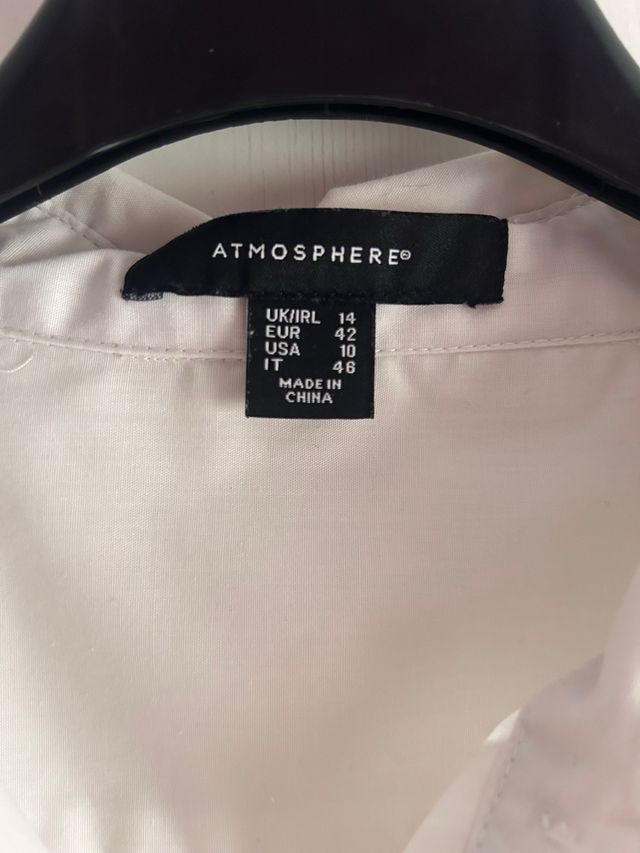 ATMOSPHERE®
UK/IRL 14
EUR 42
USA 10
IT 46
MADE IN
CHINA